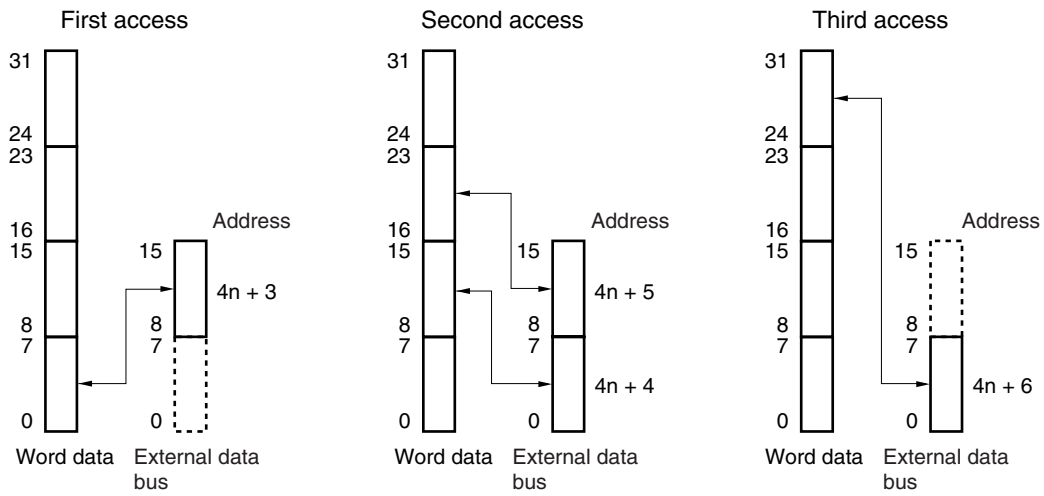 First access
31
24
23
16
15
8
7
0
Address
15
4n + 3
8
7
0
Word data
External data
bus
Second access
31
24
23
16
15
8
7
0
Address
15
4n + 5
8
7
4n + 4
0
Word data
External data
bus
Third access
31
24
23
16
15
8
7
0
Address
15
8
7
4n + 6
0
Word data
External data
bus